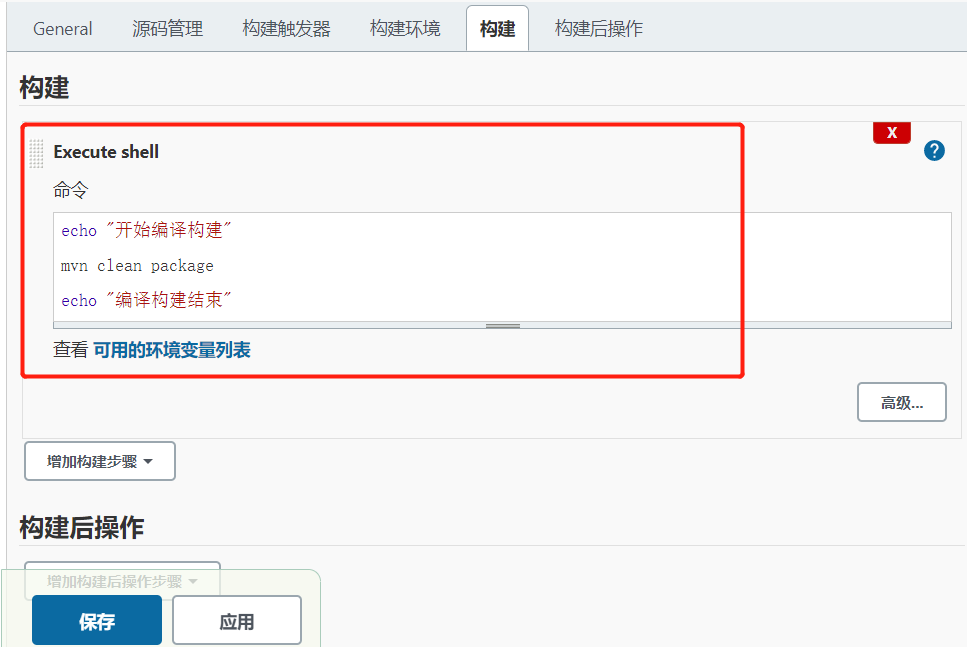 General 源码管理 构建触发器 构建环境 构建 构建后操作
构建
X
Execute shell
?
命令
echo "开始编译构建"
mvn clean package
echo "编译构建结束"
查看 可用的环境变量列表
高级...
增加构建步骤
构建后操作
增加构建后操作步骤
保存 应用